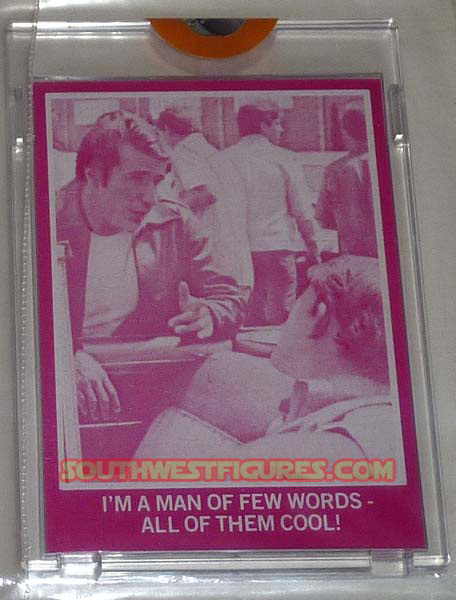 SOUTHWESTFIGURES.COM
I'M A MAN OF FEW WORDS -
ALL OF THEM COOL!